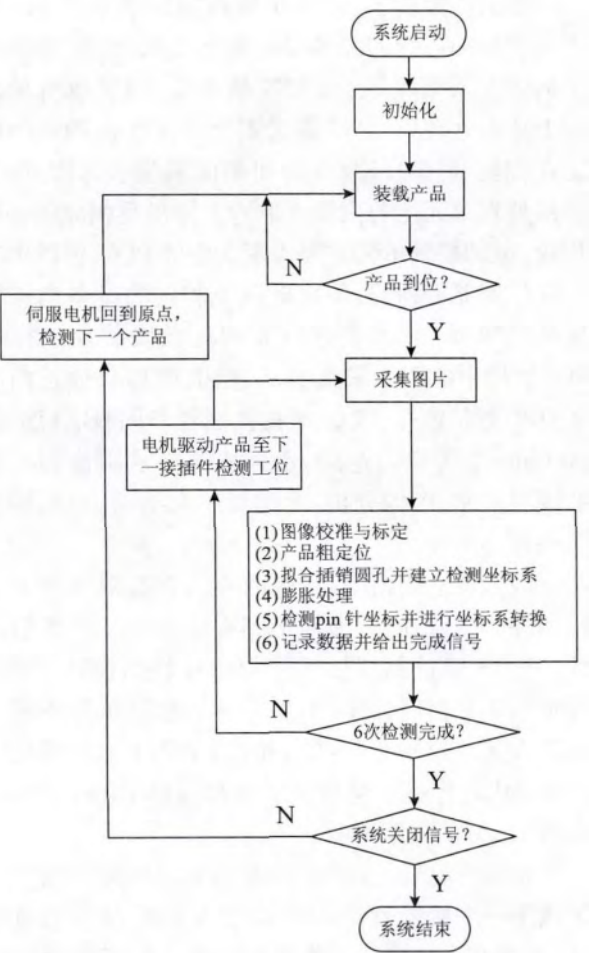 系统启动
初始化
装载产品
N
产品到位?
伺服电机回到原点,
检测下一个产品
Y
采集图片
电机驱动产品至下
一接插件检测工位
(1)图像校准与标定
(2)产品粗定位
(3)拟合插销圆孔并建立检测坐标系
(4)膨胀处理
(5)检测pin针坐标并进行坐标系转换
(6)记录数据并给出完成信号
N
6次检测完成?
Y
N
系统关闭信号?
Y
系统结束